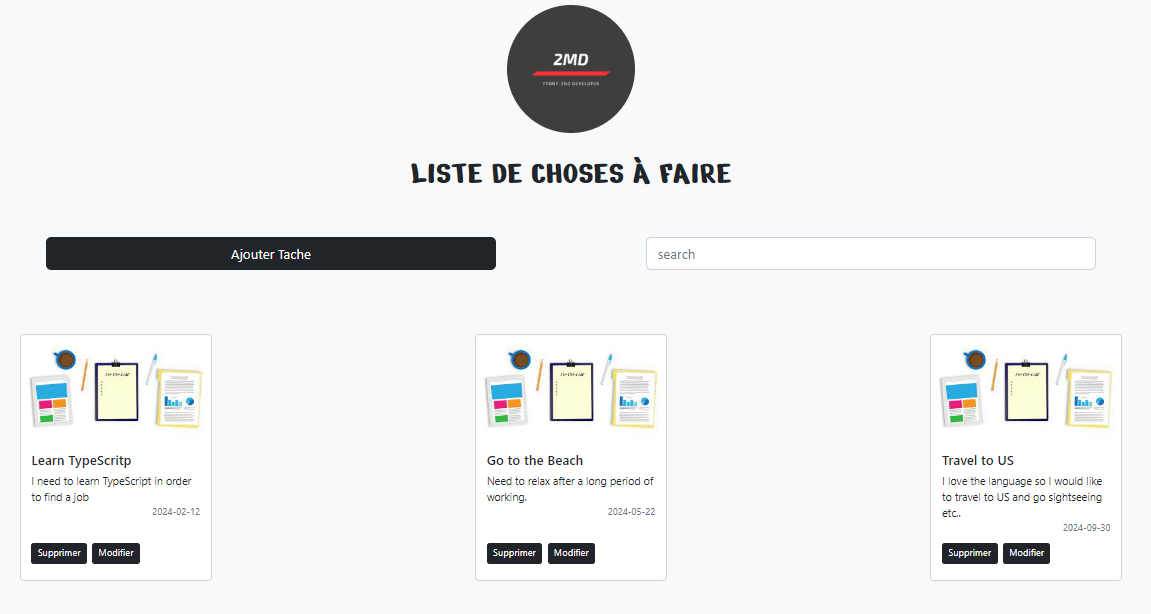 2MD
FRONT-END DEVELOPER
LISTE DE CHOSES À FAIRE
Ajouter Tache
search
TO-DO-LIST
Learn TypeScritp
I need to learn TypeScript in order
to find a job
2024-02-12
Supprimer
Modifier
TO-DO-LIST
Go to the Beach
Need to relax after a long period of
working.
2024-05-22
Supprimer
Modifier
TO-DO-LIST
Travel to US
I love the language so I would like
to travel to US and go sightseeing
etc..
2024-09-30
Supprimer
Modifier